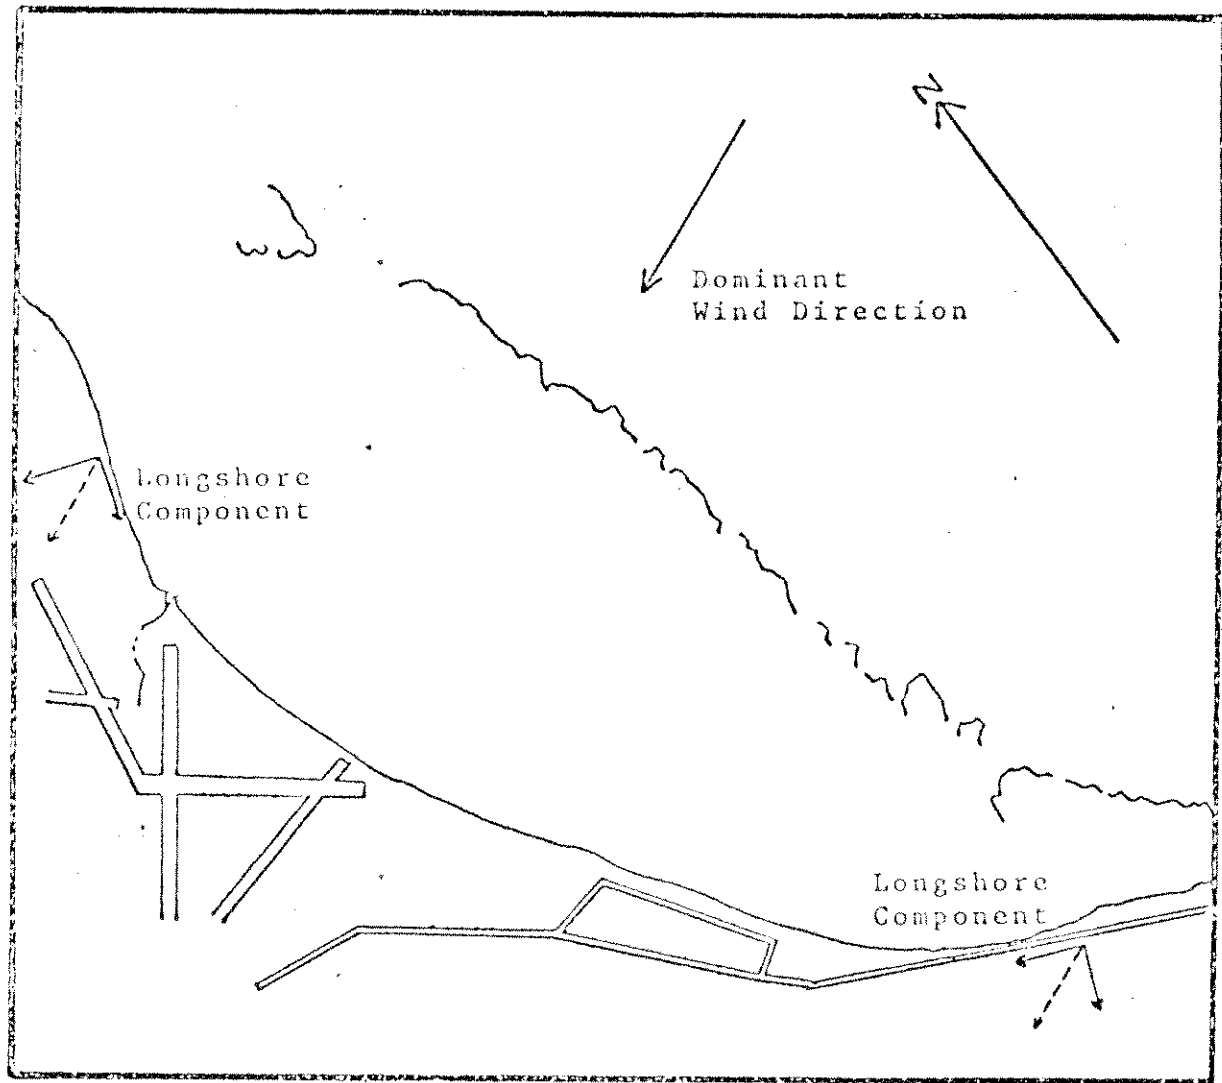 N
Dominant
Wind Direction
Longshore
Component
Longshore
Component